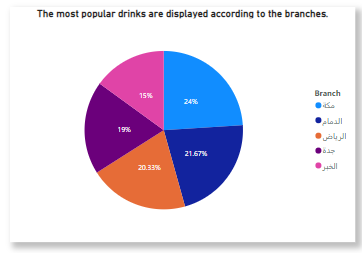 The most popular drinks are displayed according to the branches.
15%
24%
19%
21.67%
20.33%
Branch
مكة
الدمام
الرياض
جدة
الخبر